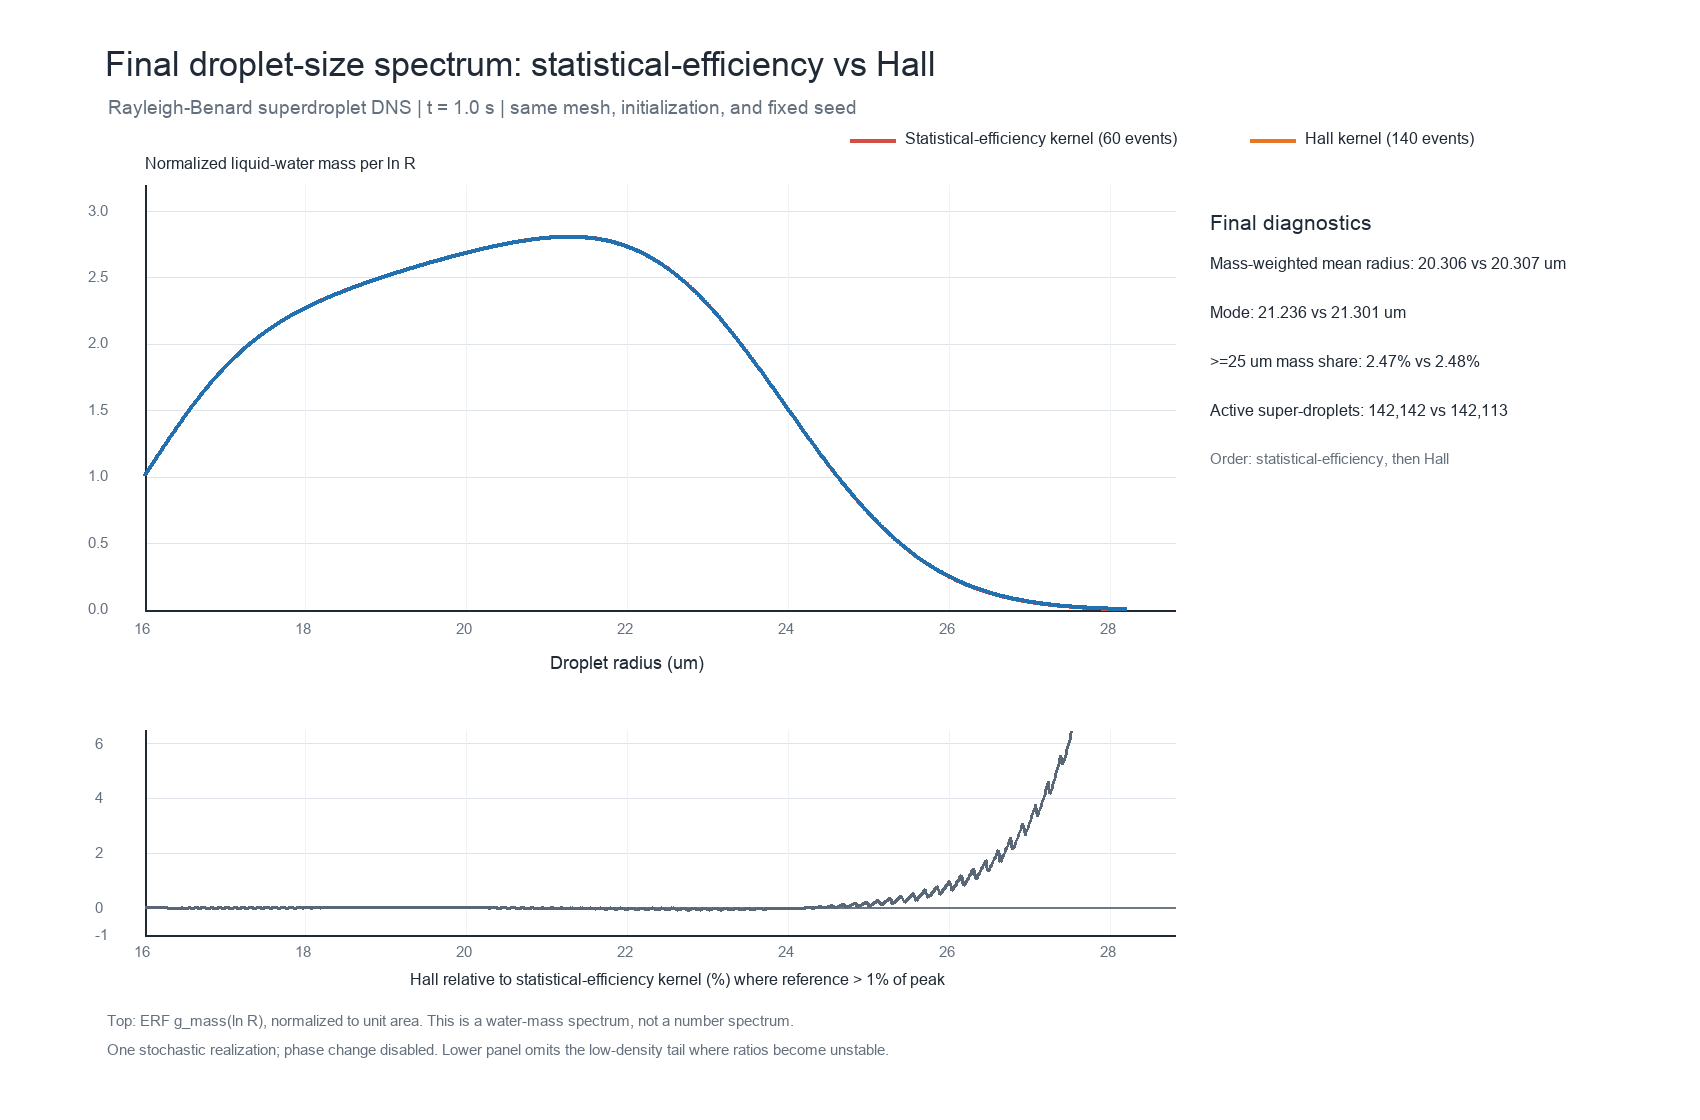 Final droplet-size spectrum: statistical-efficiency vs Hall
Rayleigh-Benard superdroplet DNS | t = 1.0 s | same mesh, initialization, and fixed seed
Statistical-efficiency kernel (60 events)
Hall kernel (140 events)
Normalized liquid-water mass per ln R
3.0
2.5
2.0
1.5
1.0
0.5
0.0
16 18 20 22 24 26 28
Droplet radius (um)
Final diagnostics
Mass-weighted mean radius: 20.306 vs 20.307 um
Mode: 21.236 vs 21.301 um
>=25 um mass share: 2.47% vs 2.48%
Active super-droplets: 142,142 vs 142,113
Order: statistical-efficiency, then Hall
6
4
2
0
-1
16 18 20 22 24 26 28
Hall relative to statistical-efficiency kernel (%) where reference > 1% of peak
Top: ERF g_mass(ln R), normalized to unit area. This is a water-mass spectrum, not a number spectrum.
One stochastic realization; phase change disabled. Lower panel omits the low-density tail where ratios become unstable.